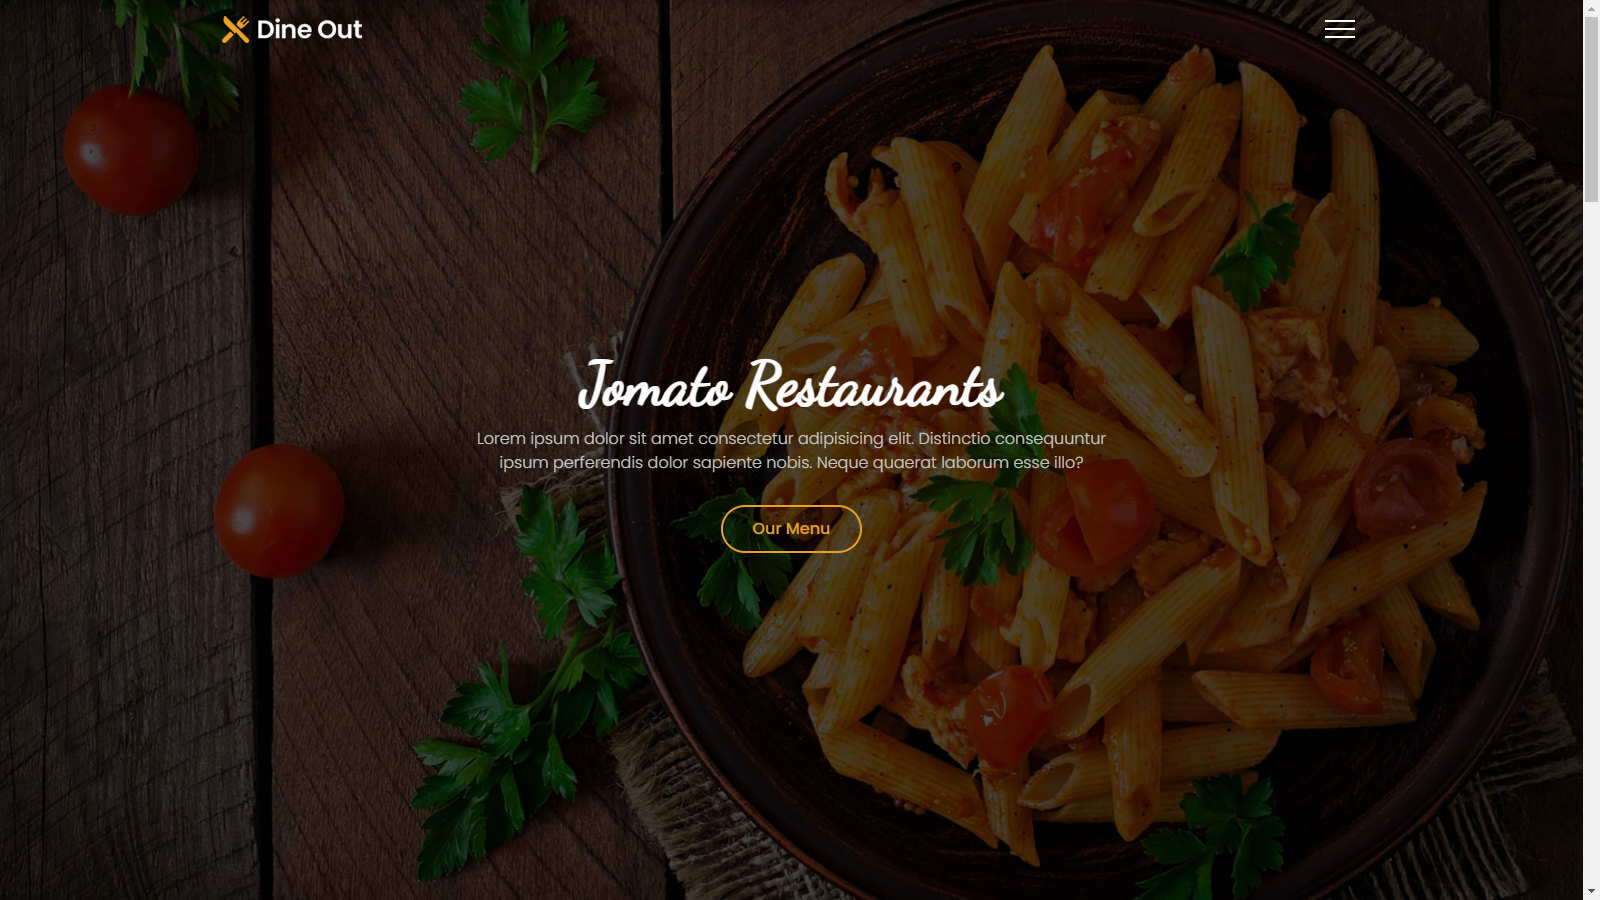 Dine Out
Jomato Restaurants
Lorem ipsum dolor sit amet consectetur adipisicing elit. Distinctio consequuntur
ipsum perferendis dolor sapiente nobis. Neque quaerat laborum esse illo?
Our Menu